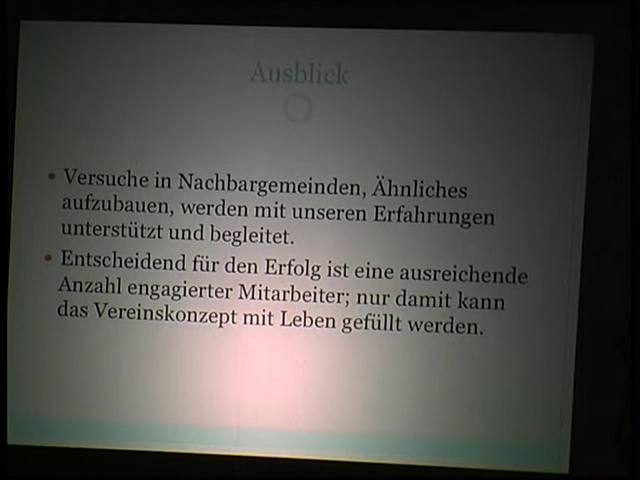 Ausblick
• Versuche in Nachbargemeinden, Ähnliches
aufzubauen, werden mit unseren Erfahrungen
unterstützt und begleitet.
• Entscheidend für den Erfolg ist eine ausreichende
Anzahl engagierter Mitarbeiter; nur damit kann
das Vereinskonzept mit Leben gefüllt werden.